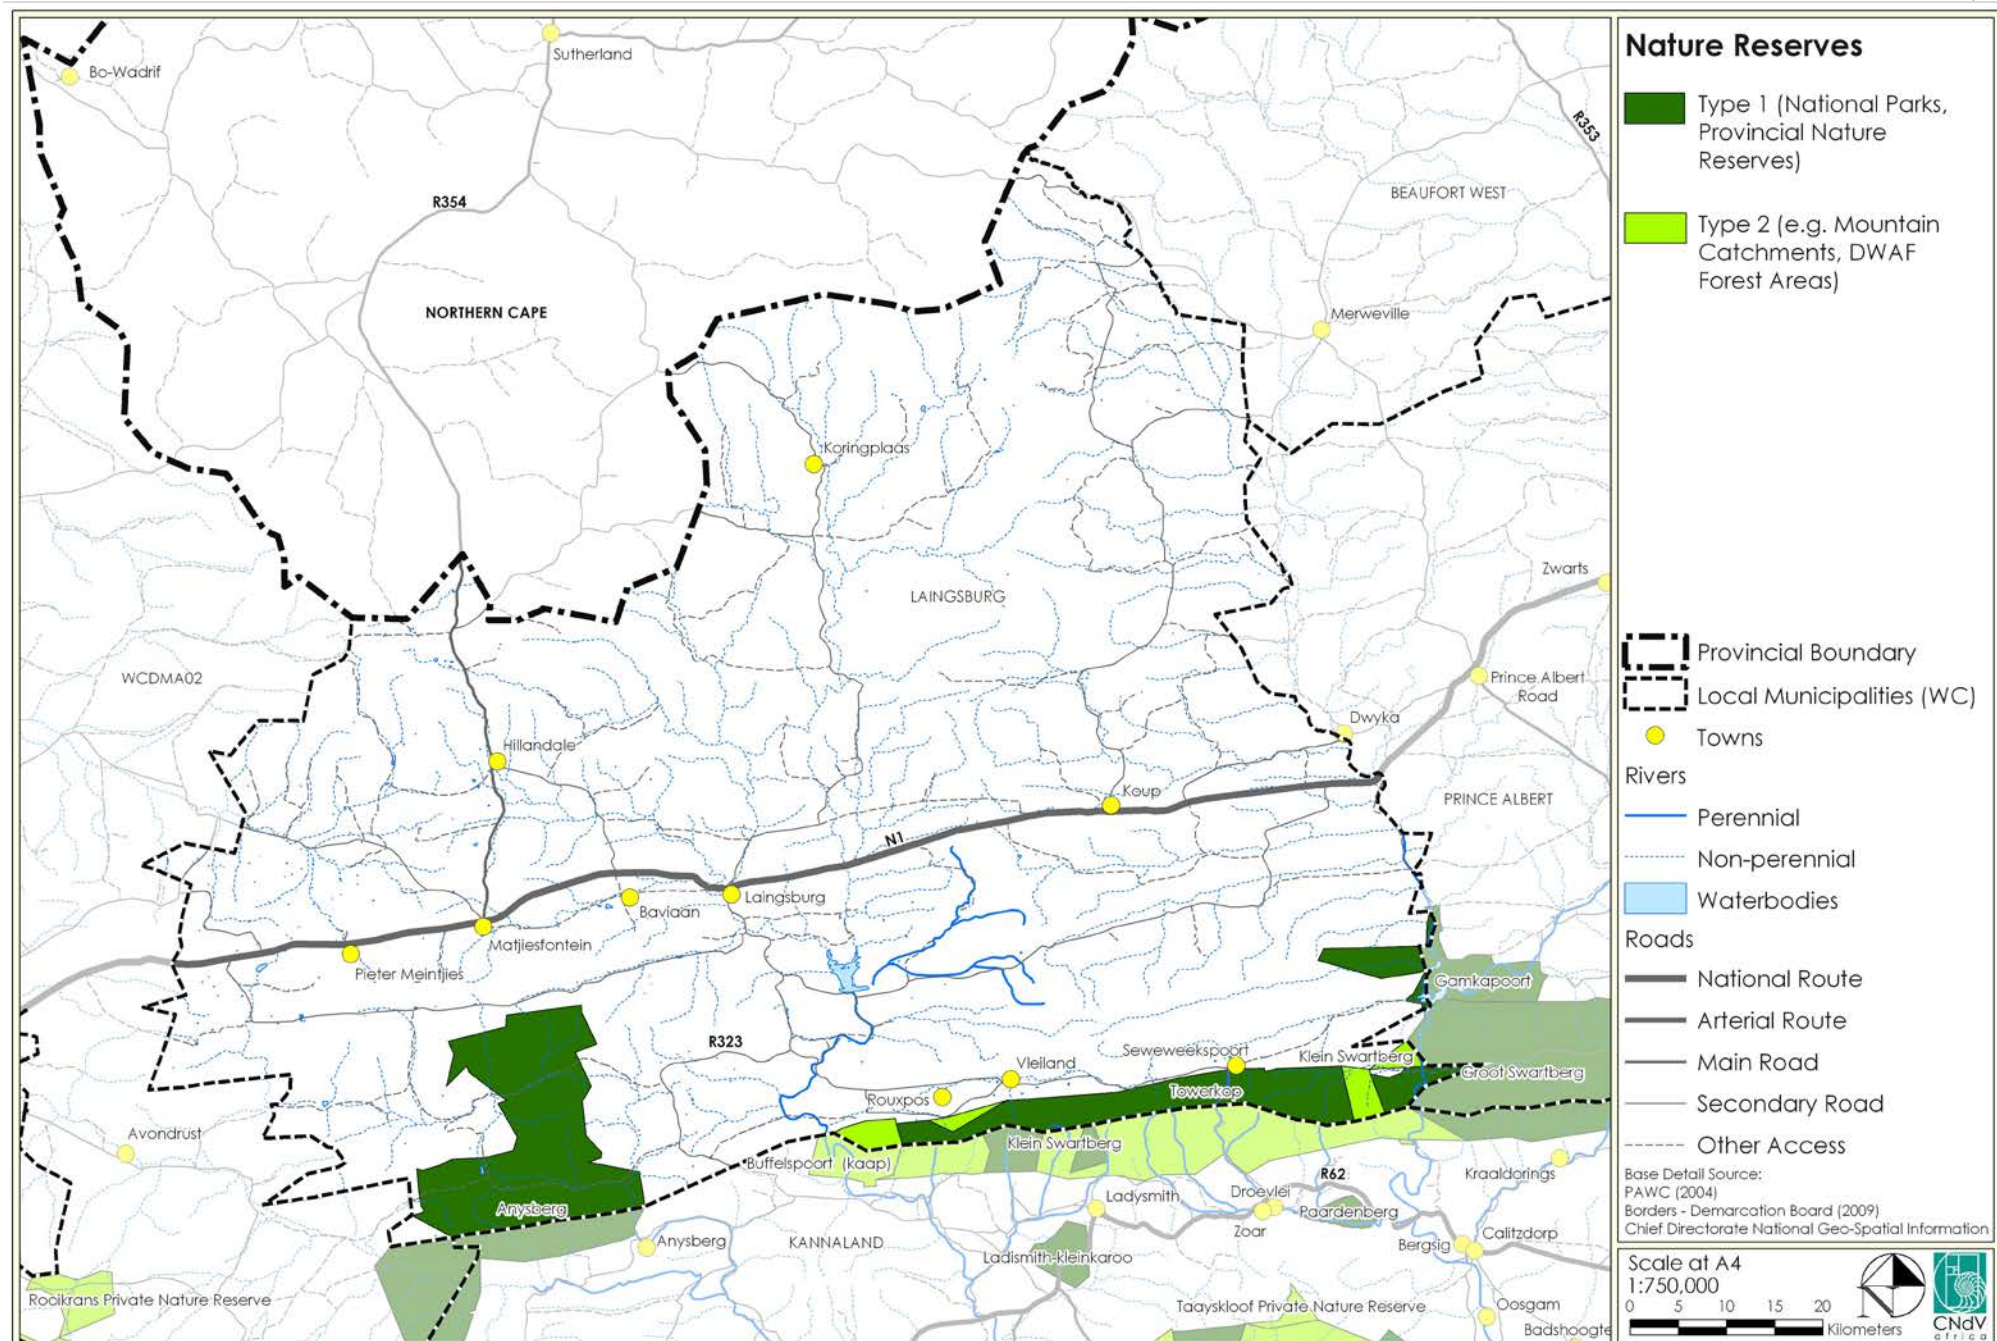 Sutherland
Bo-Wadrif
R353
BEAUFORT WEST
R354
NORTHERN CAPE
Merweville
Koringplaas
Zwarts
LAINGSBURG
WCDMA02
Prince Albert
Road
Dwyka
Hillandale
Koup
PRINCE ALBERT
N1
Laingsburg
Baviaan
Matjiesfontein
Pieter Meintjies
Gamkapoort
R323
Seweweekspoort
Klein Swartberg
Vleiland
Groot Swartberg
Towerkop
Rouxpos
Avondrust
Klein Swartberg
Buffelspoort (kaap)
R62
Kraaldorings
Ladysmith
Droevlei
Anysberg
Paardenberg
Zoar
Calitzdorp
Anysberg
KANNALAND
Bergsig
Ladismith-kleinkaroo
Rooikrans Private Nature Reserve
Taayskloof Private Nature Reserve
Oosgam
Badshoogte
Nature Reserves
Type 1 (National Parks,
Provincial Nature
Reserves)
Type 2 (e.g. Mountain
Catchments, DWAF
Forest Areas)
Provincial Boundary
Local Municipalities (WC)
Towns
Rivers
Perennial
Non-perennial
Waterbodies
Roads
National Route
Arterial Route
Main Road
Secondary Road
Other Access
Base Detail Source:
PAWC (2004)
Borders - Demarcation Board (2009)
Chief Directorate National Geo-Spatial Information
Scale at A4
1:750,000
0 5 10 15 20
Kilometers
N
CNdV
africa